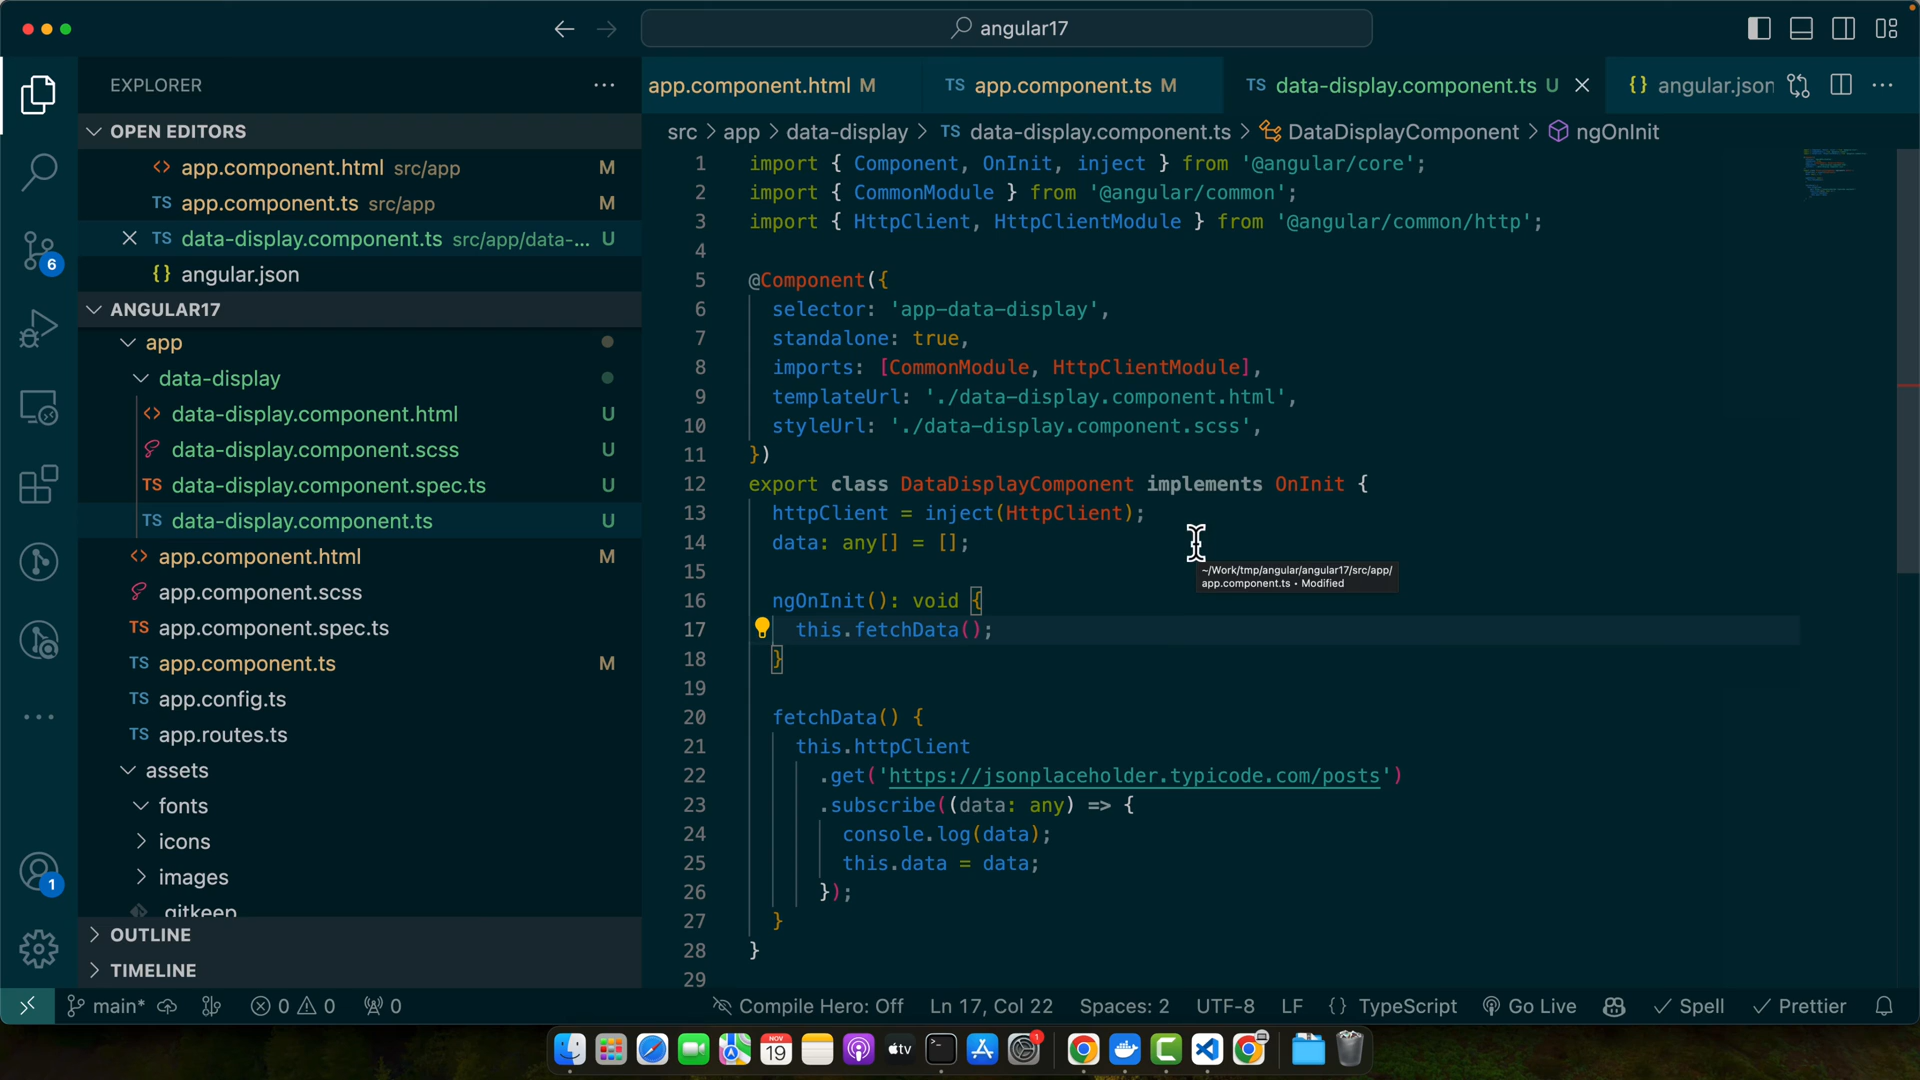 angular17
EXPLORER
OPEN EDITORS
app.component.html src/app M
TS app.component.ts src/app M
TS data-display.component.ts src/app/data-... U
{} angular.json
ANGULAR17
app
data-display
data-display.component.html U
data-display.component.scss U
TS data-display.component.spec.ts U
TS data-display.component.ts U
app.component.html M
app.component.scss
TS app.component.spec.ts
TS app.component.ts M
TS app.config.ts
TS app.routes.ts
assets
fonts
icons
images
.gitkeep
OUTLINE
TIMELINE
6
1
app.component.html M TS app.component.ts M TS data-display.component.ts U {} angular.json
src > app > data-display > TS data-display.component.ts > DataDisplayComponent > ngOnInit
1 import { Component, OnInit, inject } from '@angular/core';
2 import { CommonModule } from '@angular/common';
3 import { HttpClient, HttpClientModule } from '@angular/common/http';
4
5 @Component({
6 selector: 'app-data-display',
7 standalone: true,
8 imports: [CommonModule, HttpClientModule],
9 templateUrl: './data-display.component.html',
10 styleUrl: './data-display.component.scss',
11 })
12 export class DataDisplayComponent implements OnInit {
13 httpClient = inject(HttpClient);
14 data: any[] = [];
15
~/Work/tmp/angular/angular17/src/app/
app.component.ts • Modified
16 ngOnInit(): void {
17 this.fetchData();
18 }
19
20 fetchData() {
21 this.httpClient
22 .get('https://jsonplaceholder.typicode.com/posts')
23 .subscribe((data: any) => {
24 console.log(data);
25 this.data = data;
26 });
27 }
28 }
29
main* 0 0 0 Compile Hero: Off Ln 17, Col 22 Spaces: 2 UTF-8 LF {} TypeScript Go Live Spell Prettier
NOV
19
tv
1